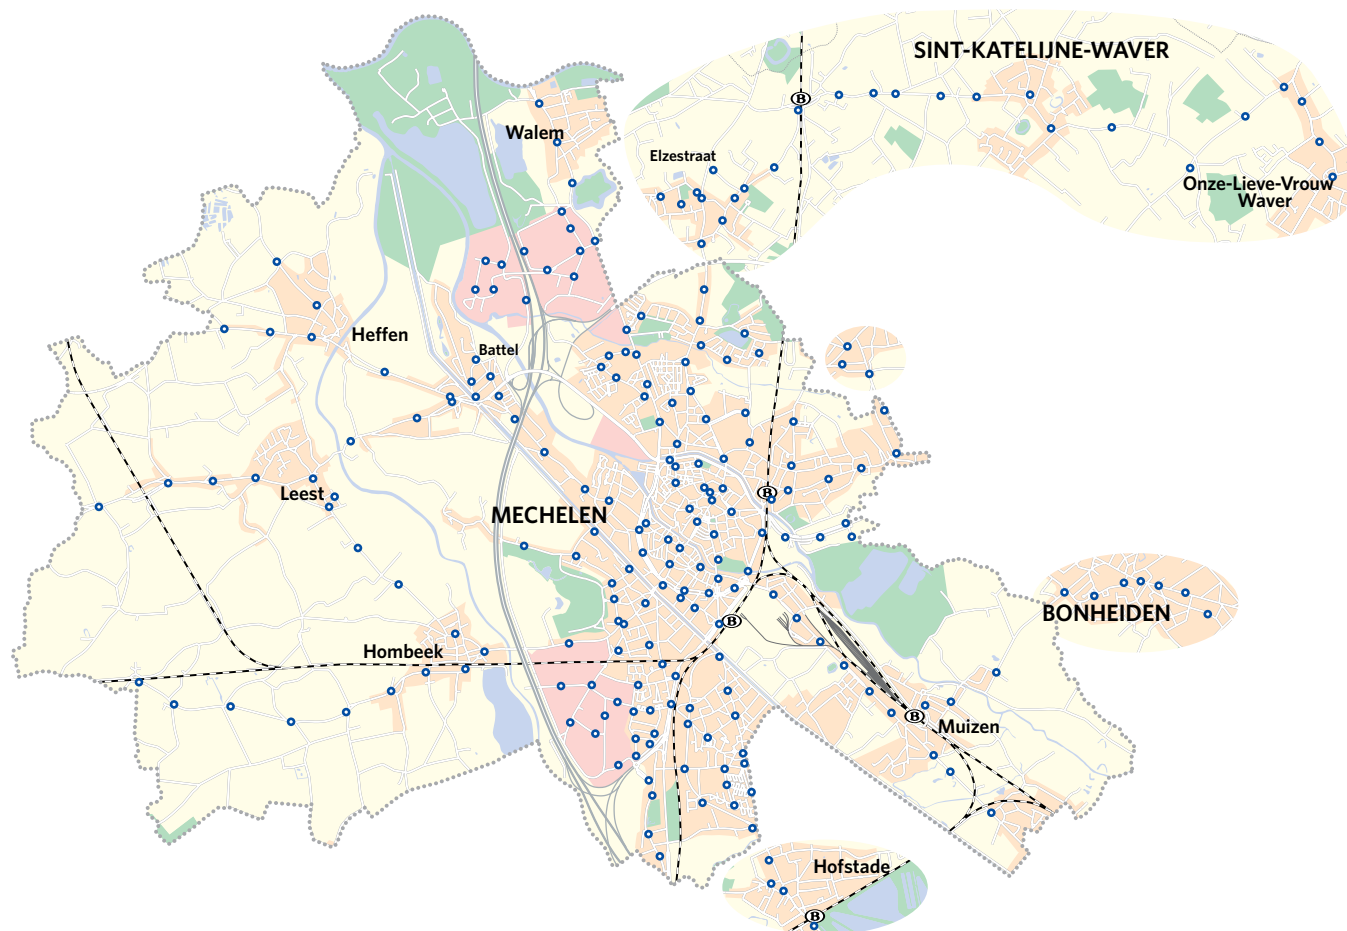 SINT-KATELIJNE-WAVER
B
Walem
Elzestraat
Onze-Lieve-Vrouw
Waver
Heffen
Battel
Leest
B
MECHELEN
BONHEIDEN
B
Hombeek
B
Muizen
Hofstade
B